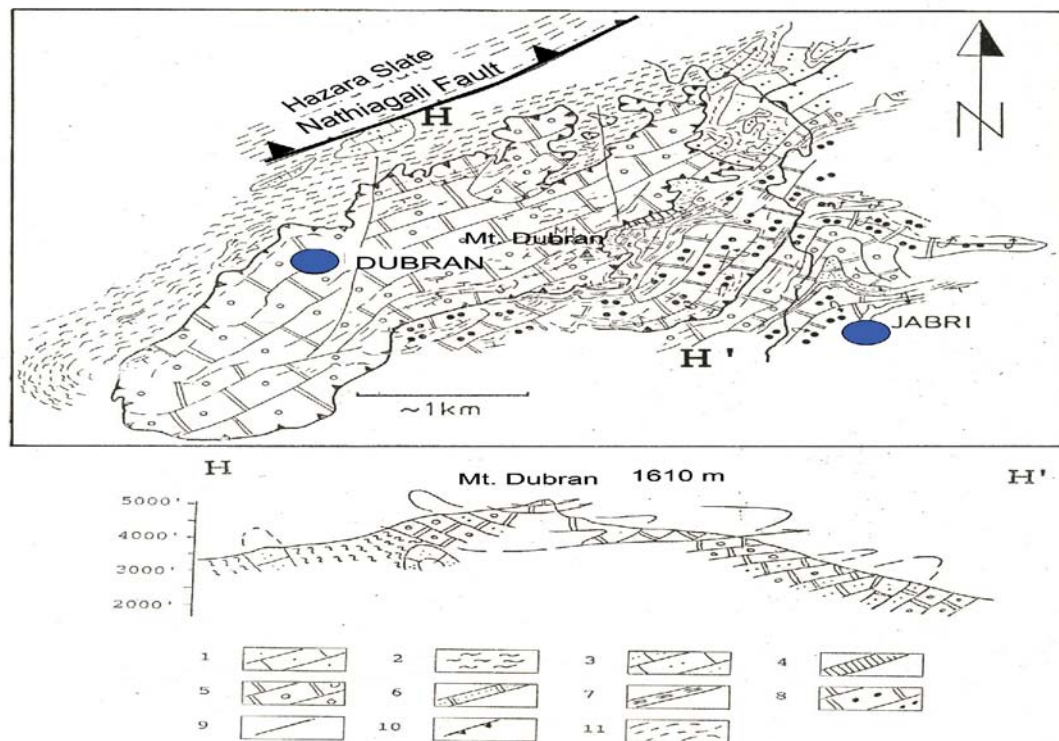 Hazara Slate
Nathiagali Fault
H
N
Mt. Dubran
DUBRAN
JABRI
H'
~1km
H
Mt. Dubran 1610 m
H'
5000'
4000'
3000'
2000'
1 2 3 4
5 6 7 8
9 10 11